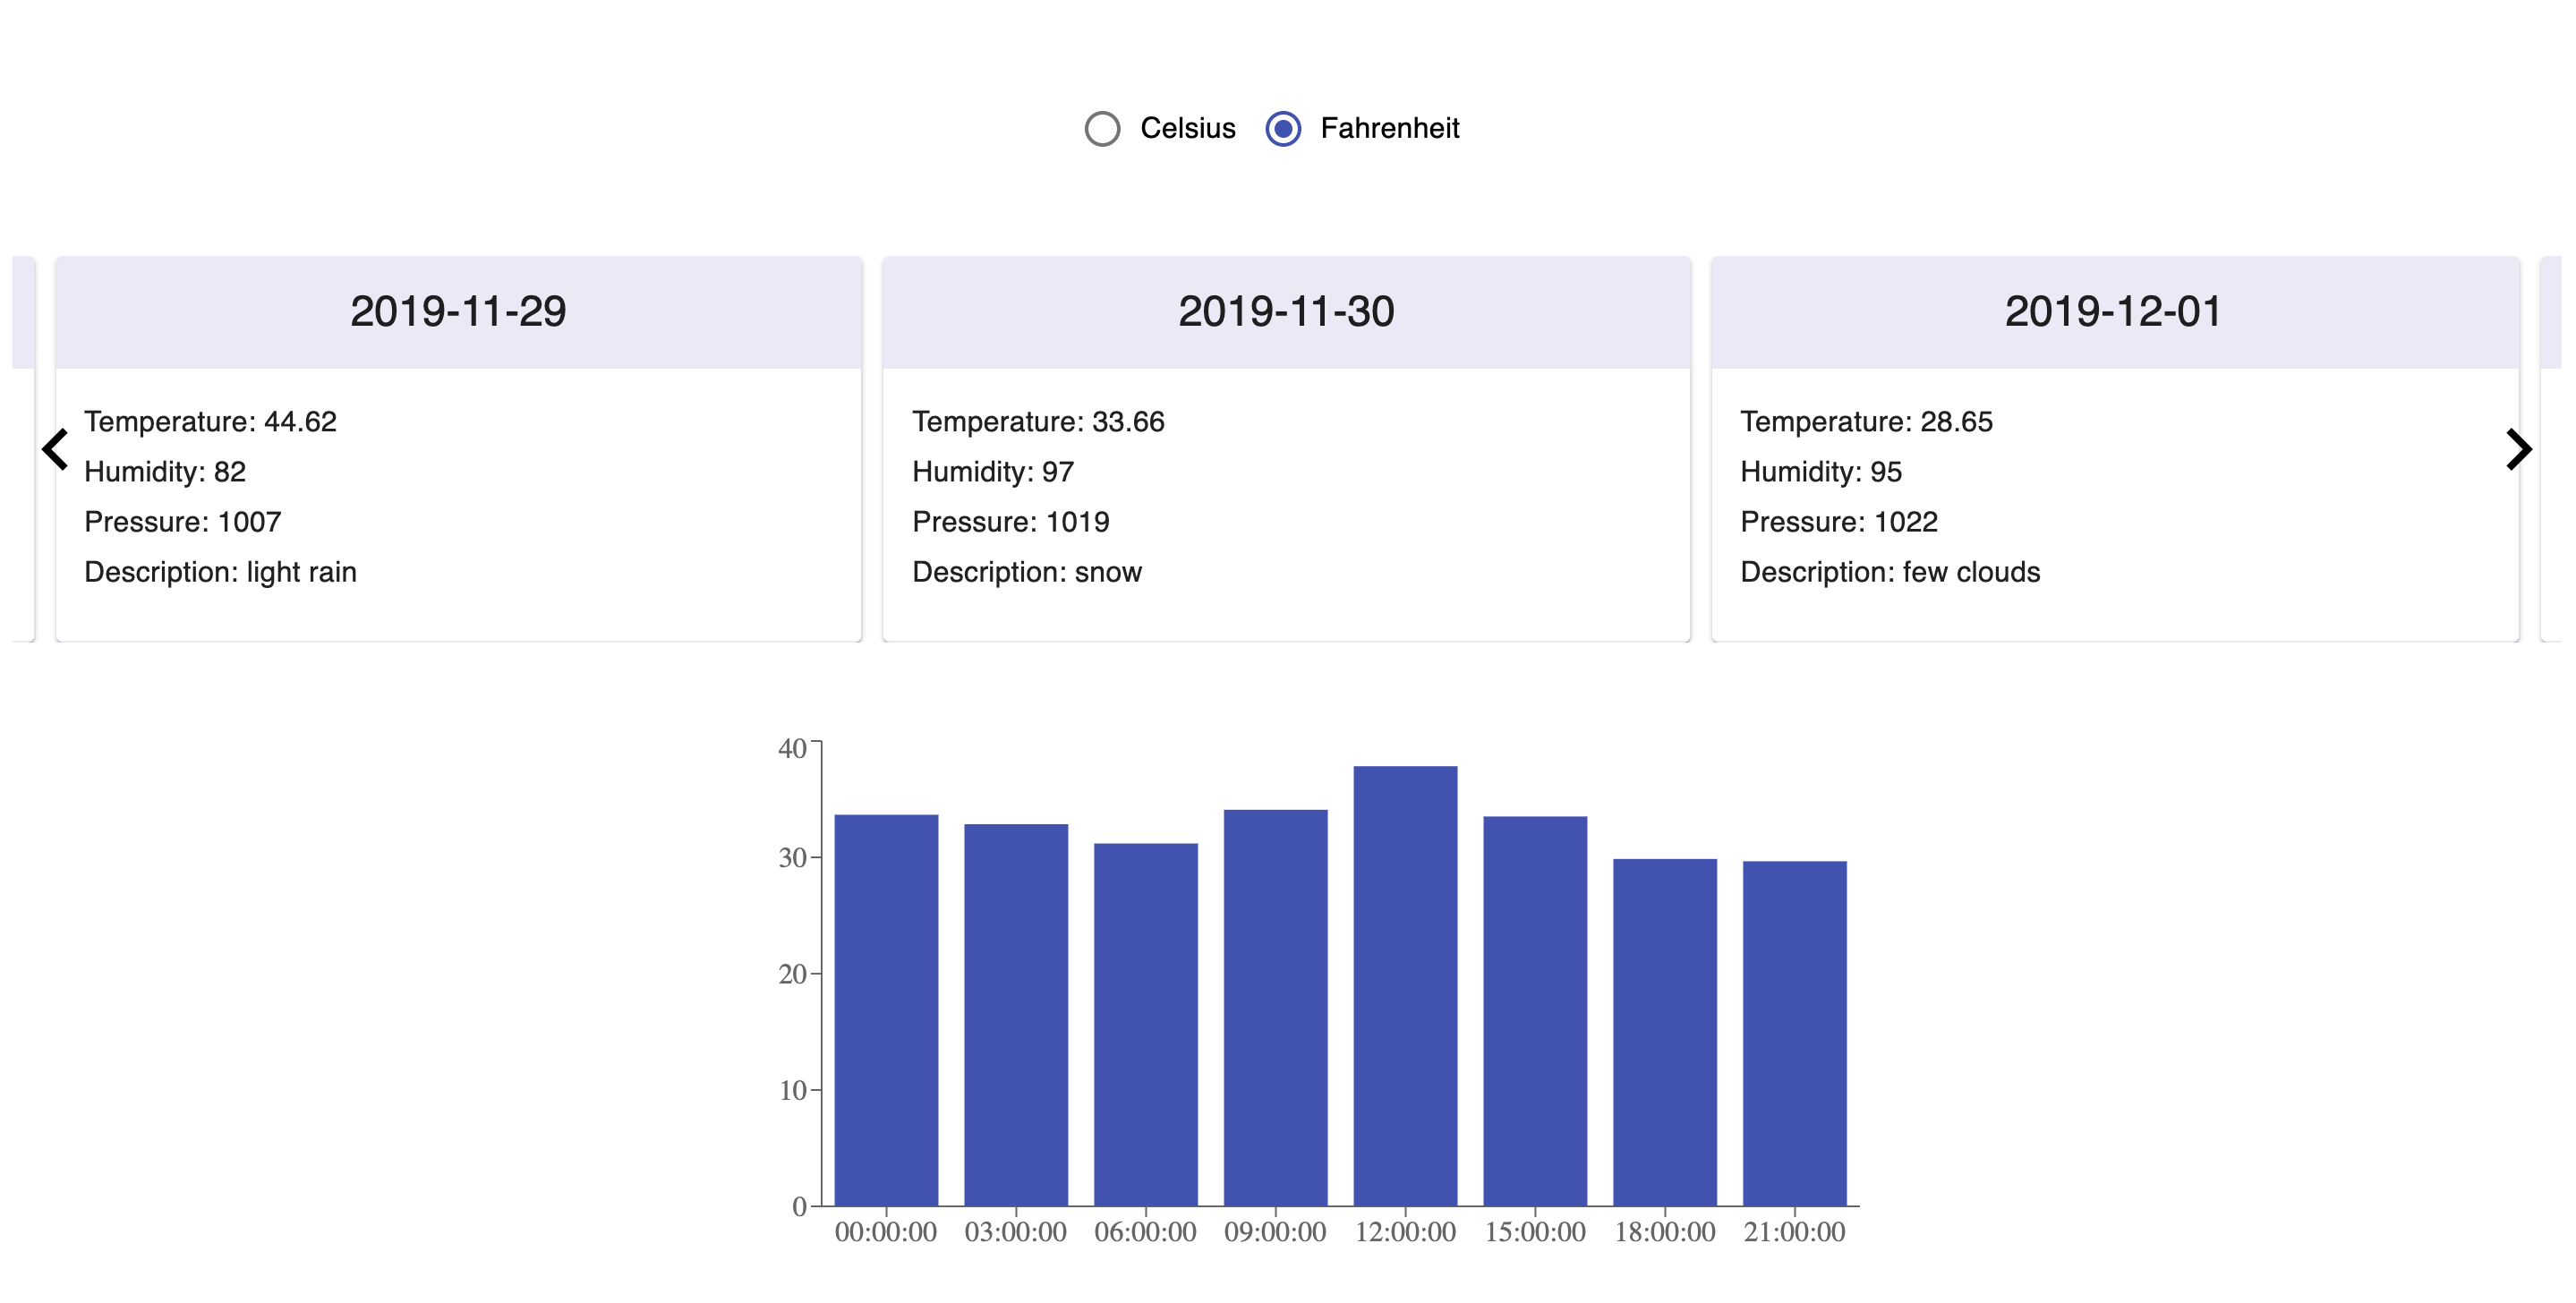 Celsius Fahrenheit
2019-11-29
Temperature: 44.62
Humidity: 82
Pressure: 1007
Description: light rain
2019-11-30
Temperature: 33.66
Humidity: 97
Pressure: 1019
Description: snow
2019-12-01
Temperature: 28.65
Humidity: 95
Pressure: 1022
Description: few clouds
40
30
20
10
0
00:00:00 03:00:00 06:00:00 09:00:00 12:00:00 15:00:00 18:00:00 21:00:00